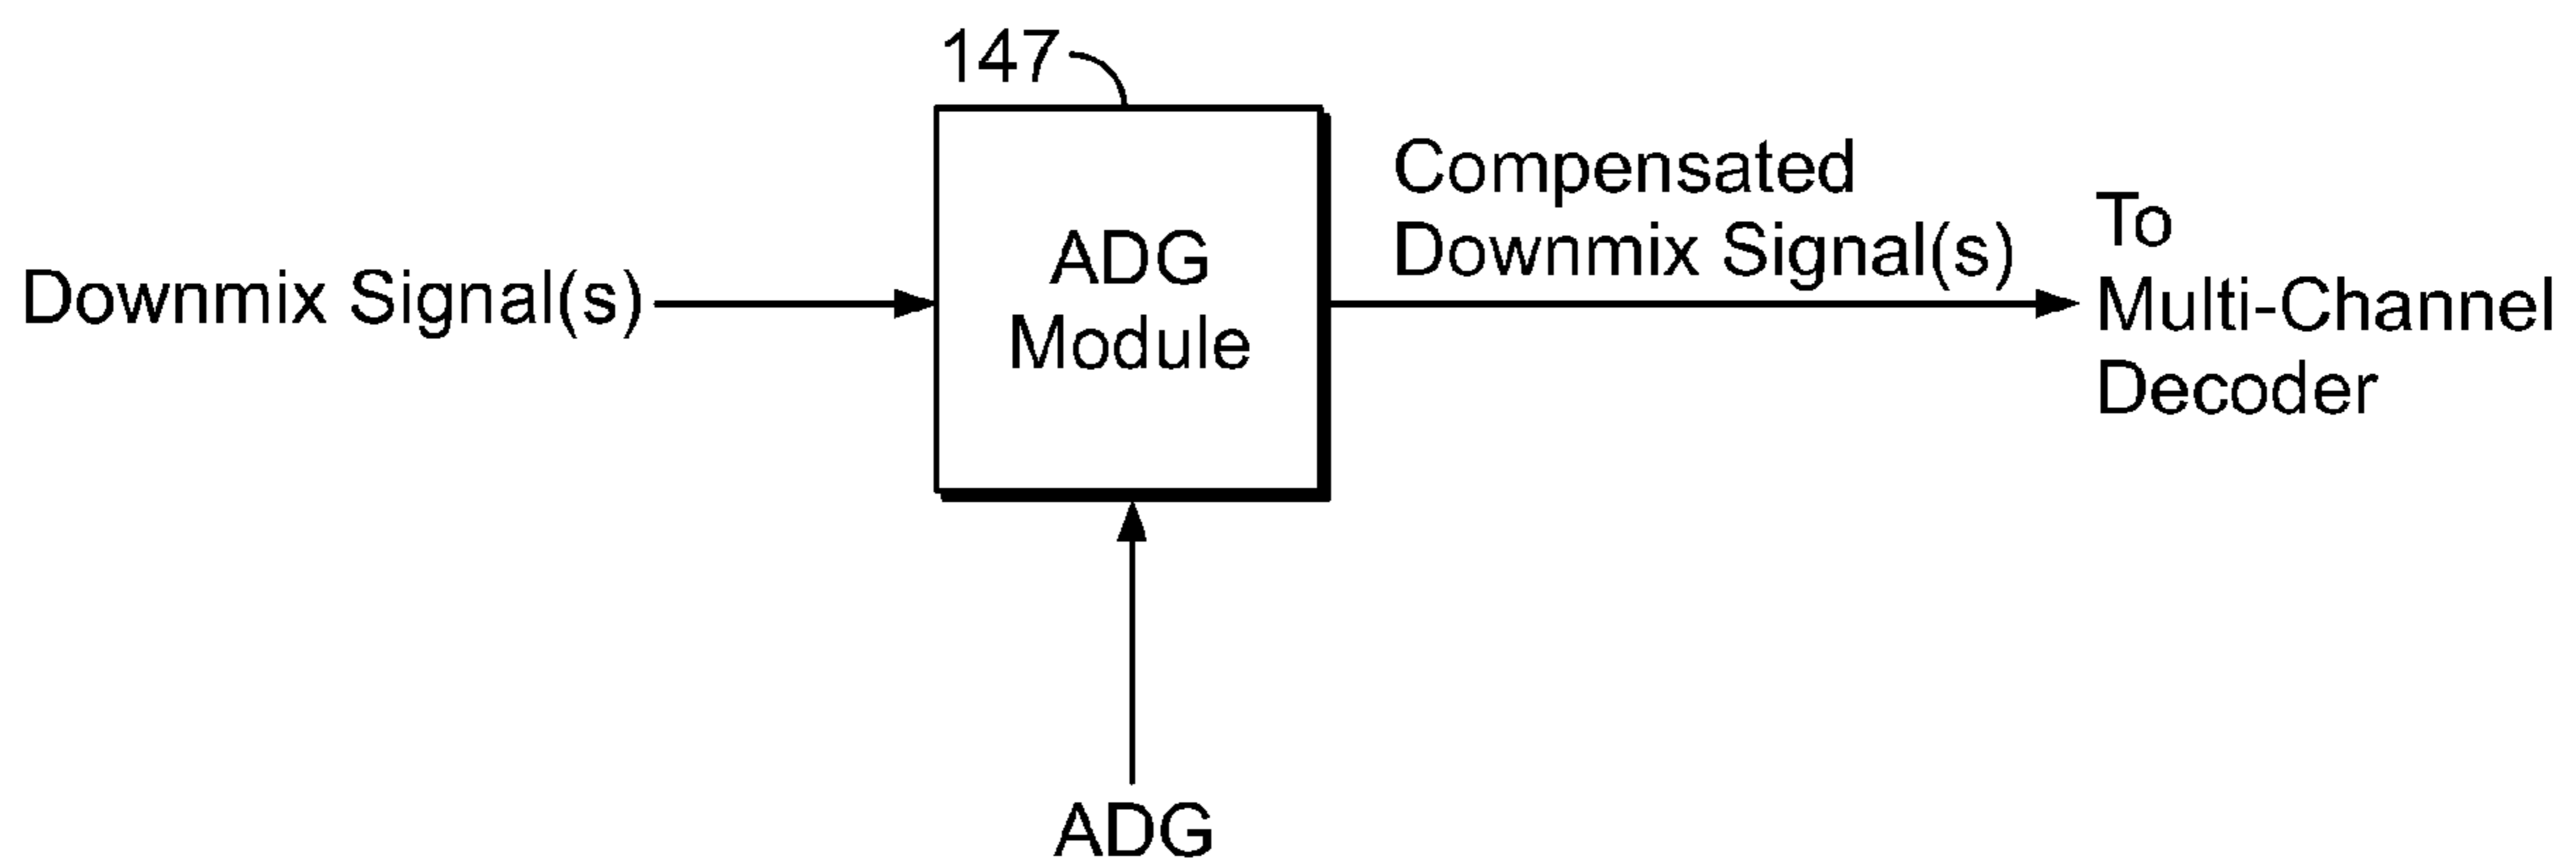 147
ADG
Module
Downmix Signal(s)
Compensated
Downmix Signal(s)
To
Multi-Channel
Decoder
ADG